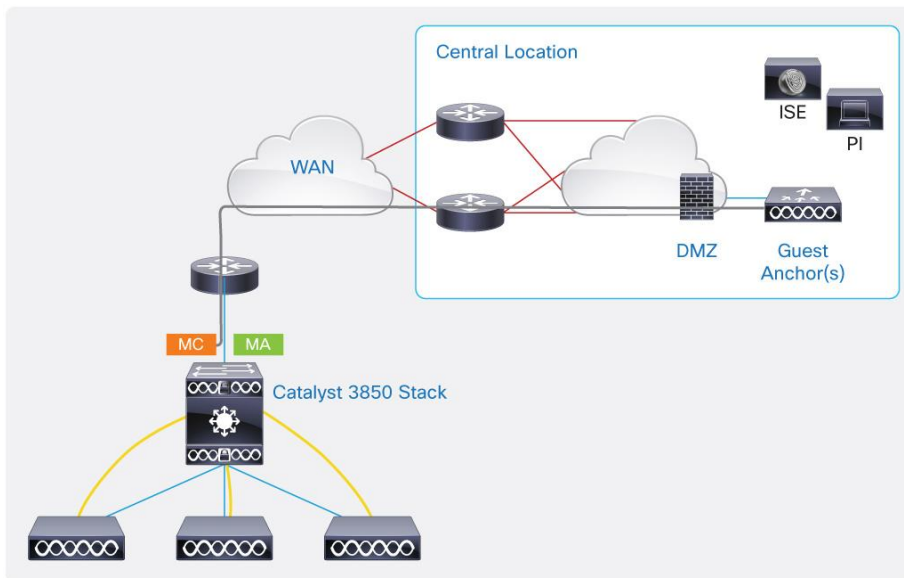 Central Location
ISE
PI
WAN
DMZ
Guest
Anchor(s)
MC
MA
Catalyst 3850 Stack